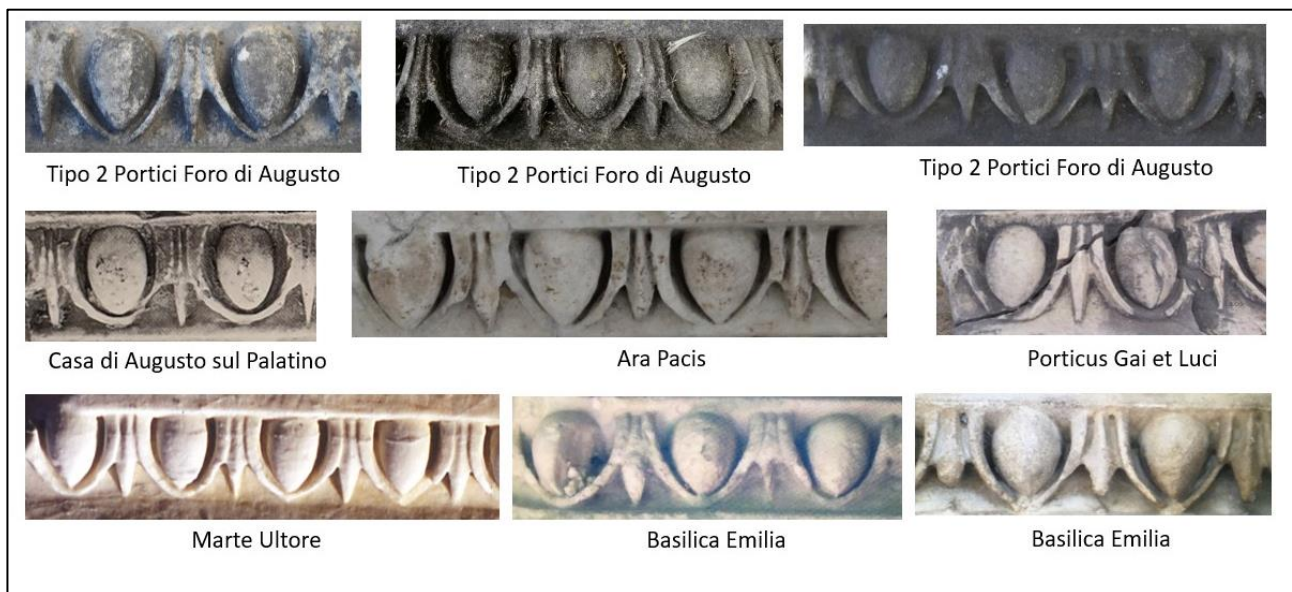 Tipo 2 Portici Foro di Augusto
Tipo 2 Portici Foro di Augusto
Tipo 2 Portici Foro di Augusto
Casa di Augusto sul Palatino
Ara Pacis
Porticus Gai et Luci
Marte Ultore
Basilica Emilia
Basilica Emilia